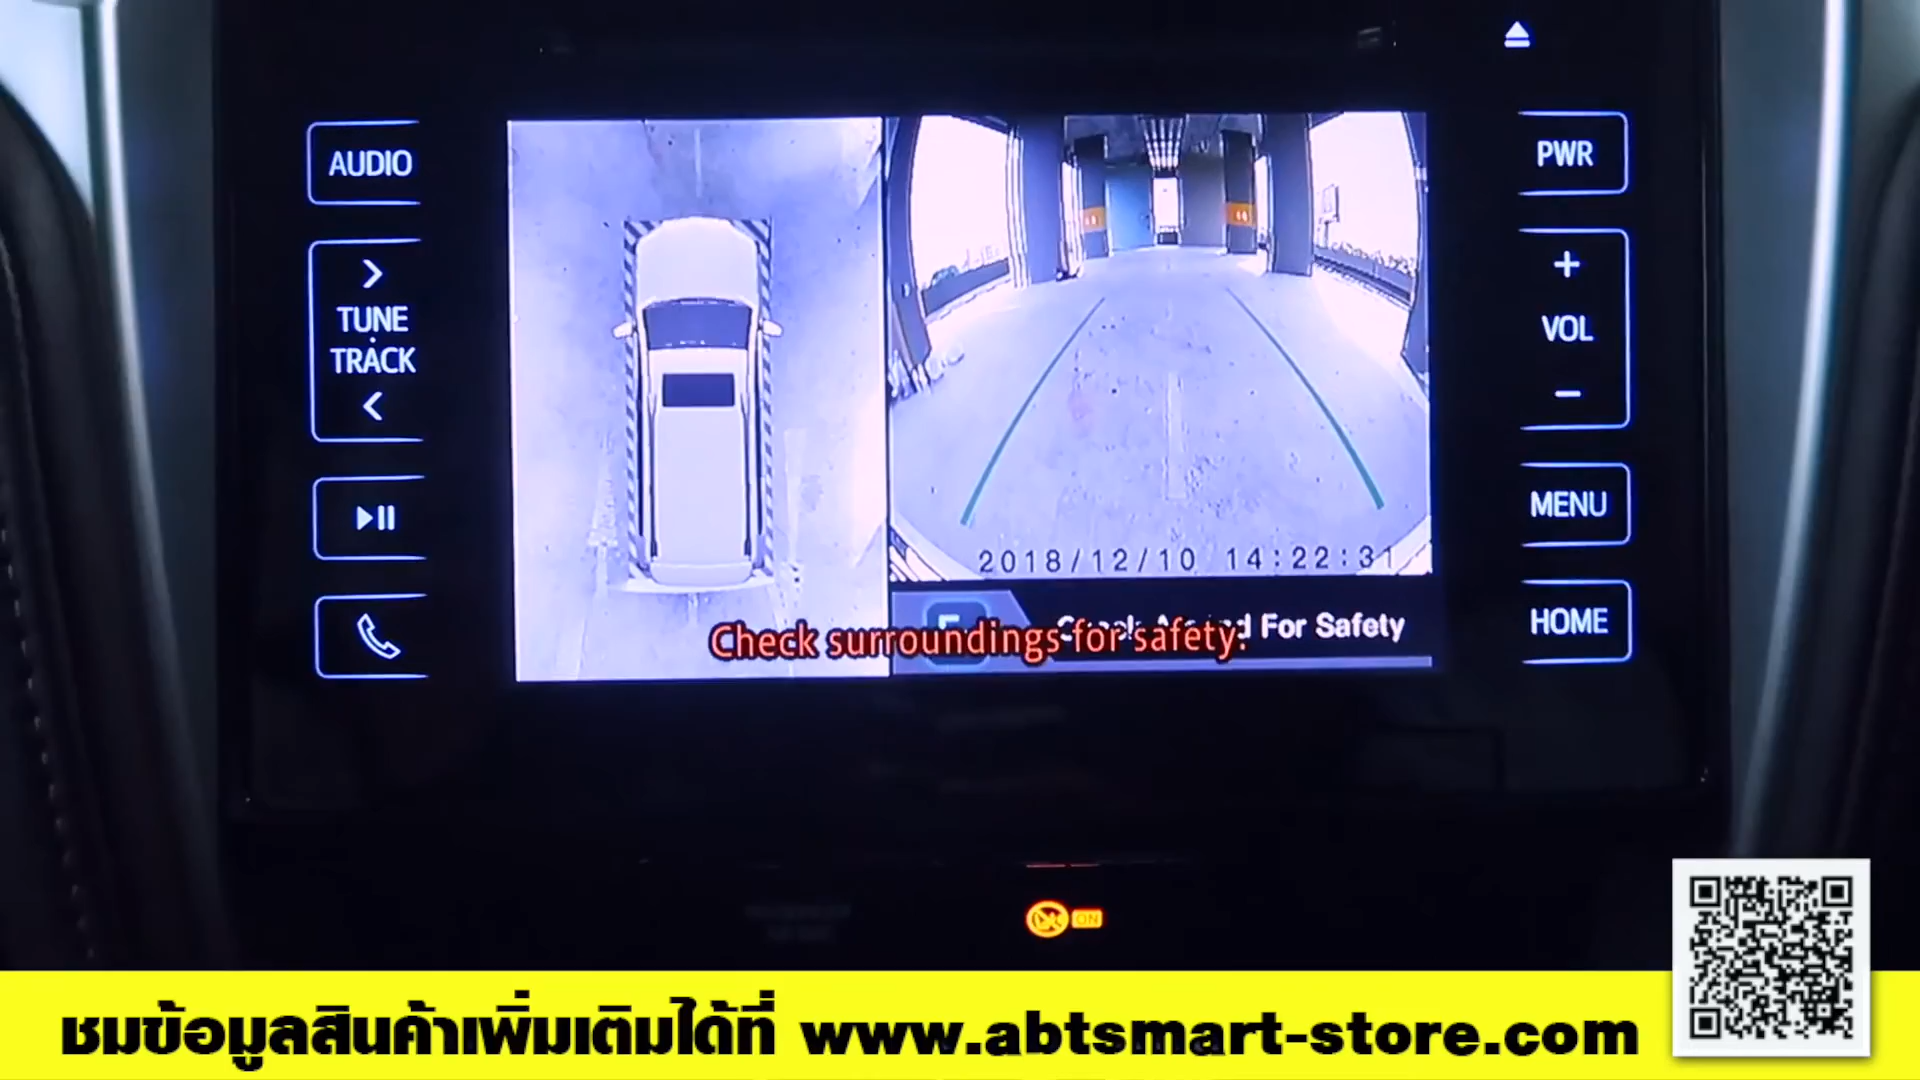 AUDIO
TUNE
TRACK
PWR
+
VOL
-
MENU
HOME
2018/12/10 14:22:31
For Safety
Check surroundings for safety.
ON
ชมข้อมูลสินค้าเพิ่มเติมได้ที่ www.abtsmart-store.com